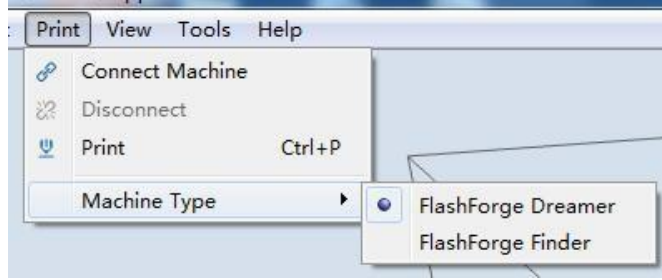 Print View Tools Help
Connect Machine
Disconnect
Print Ctrl+P
Machine Type
FlashForge Dreamer
FlashForge Finder